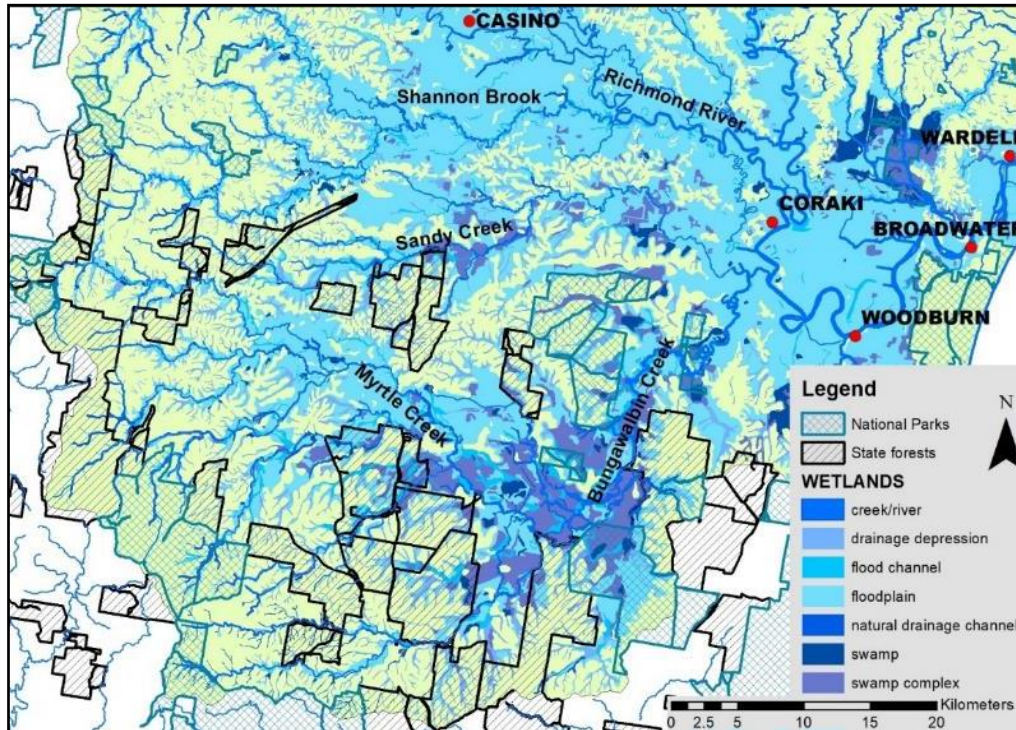 CASINO
Shannon Brook
Richmond River
WARDELL
CORAKI
Sandy Creek
BROADWATER
WOODBURN
Myrtle Creek
Bungawalbin Creek
Legend
N
National Parks
State forests
WETLANDS
creek/river
drainage depression
flood channel
floodplain
natural drainage channel
swamp
swamp complex
Kilometers
0 2.5 5 10 15 20